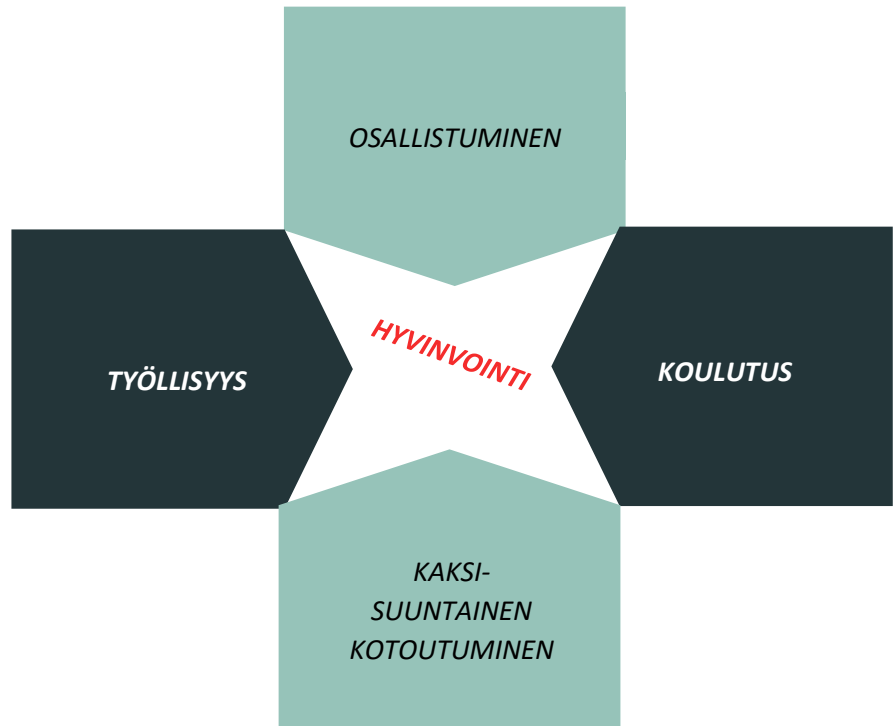 OSALLISTUMINEN
HYVINVOINTI
TYÖLLISYYS
KOULUTUS
KAKSI-
SUUNTAINEN
KOTOUTUMINEN